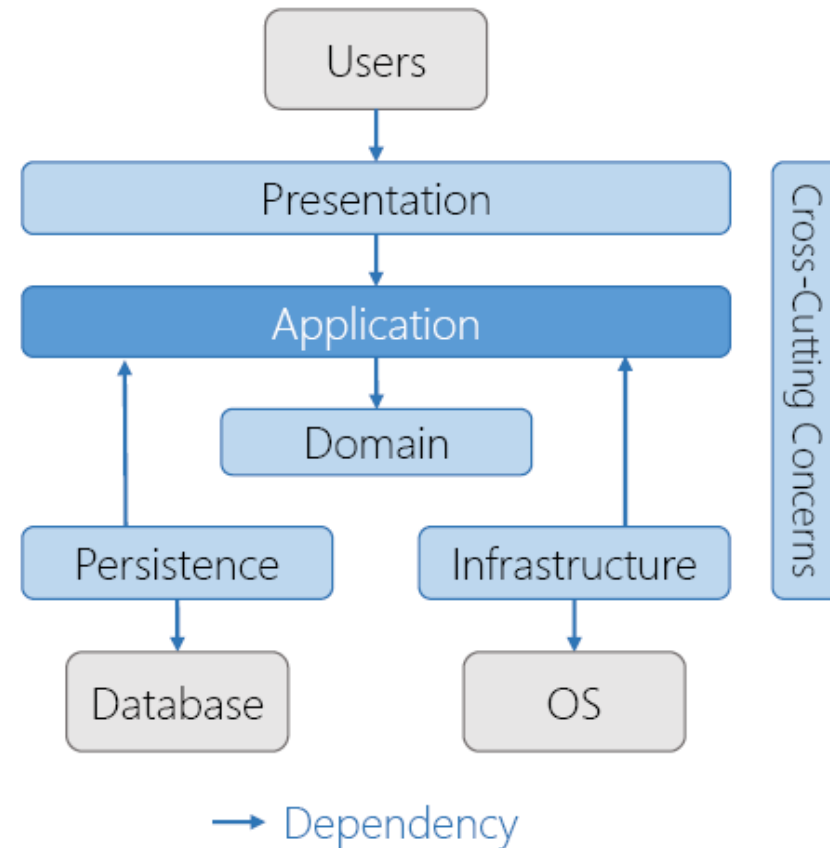 Users
Presentation
Application
Domain
Persistence
Infrastructure
Database
OS
Cross-Cutting Concerns
Dependency